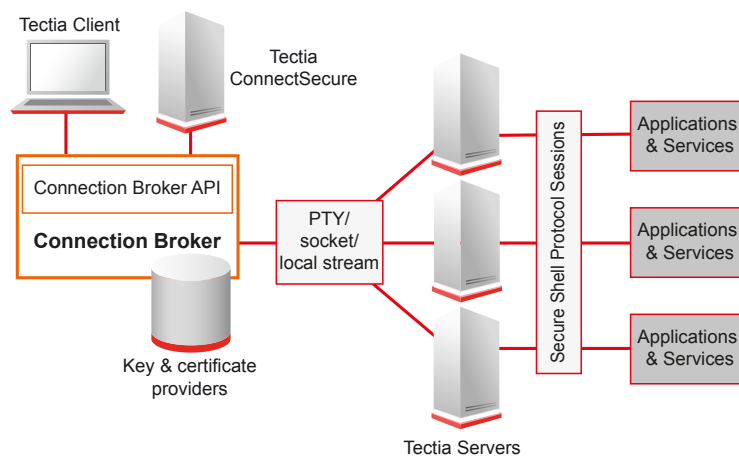 Tectia Client
Tectia
ConnectSecure
Connection Broker API
Connection Broker
Key & certificate
providers
PTY/
socket/
local stream
Tectia Servers
Secure Shell Protocol Sessions
Applications
& Services
Applications
& Services
Applications
& Services